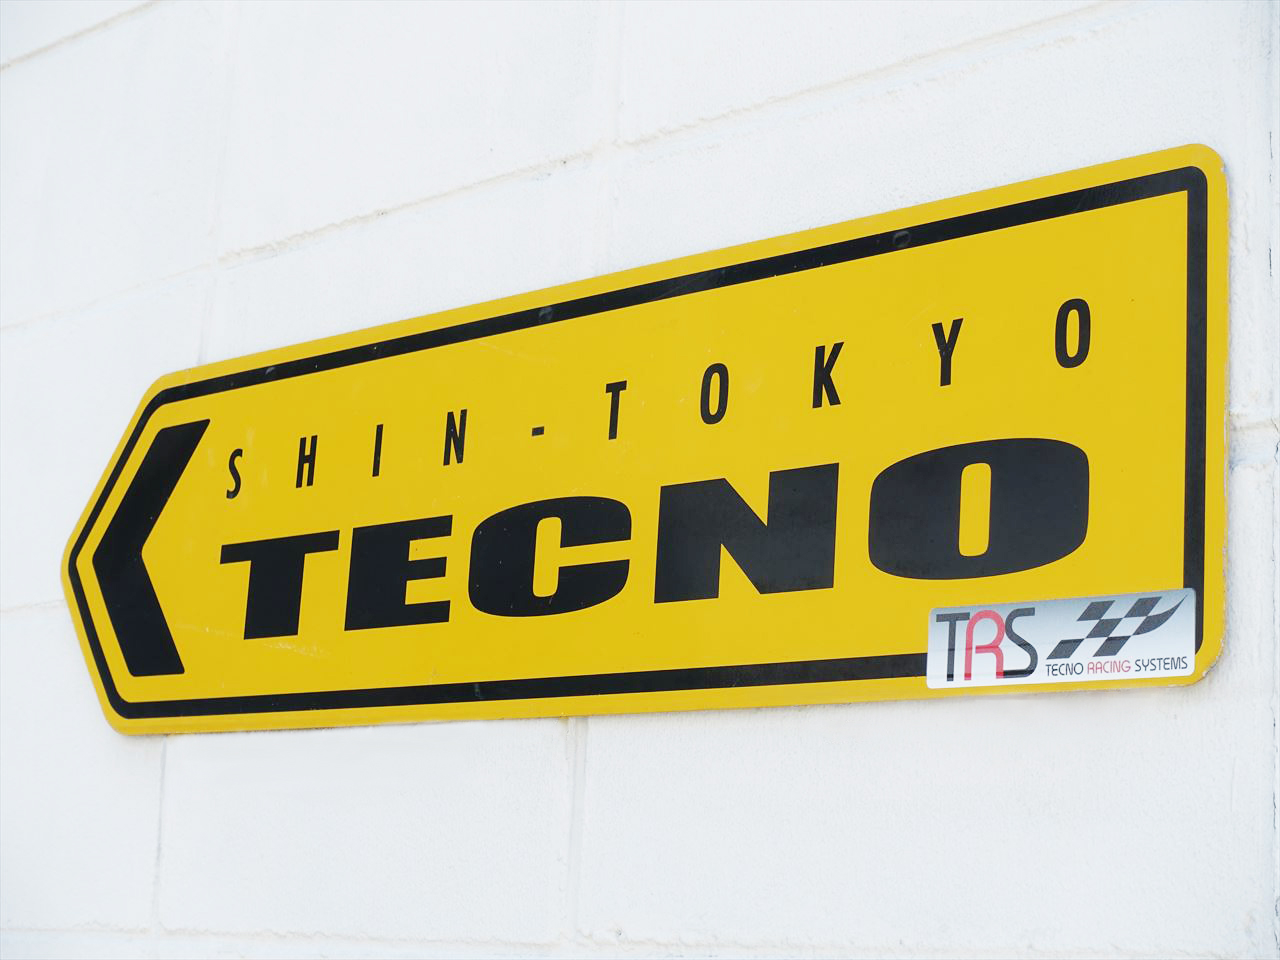 SHIN-TOKYO
TECNO
TRS
TECNO RACING SYSTEMS